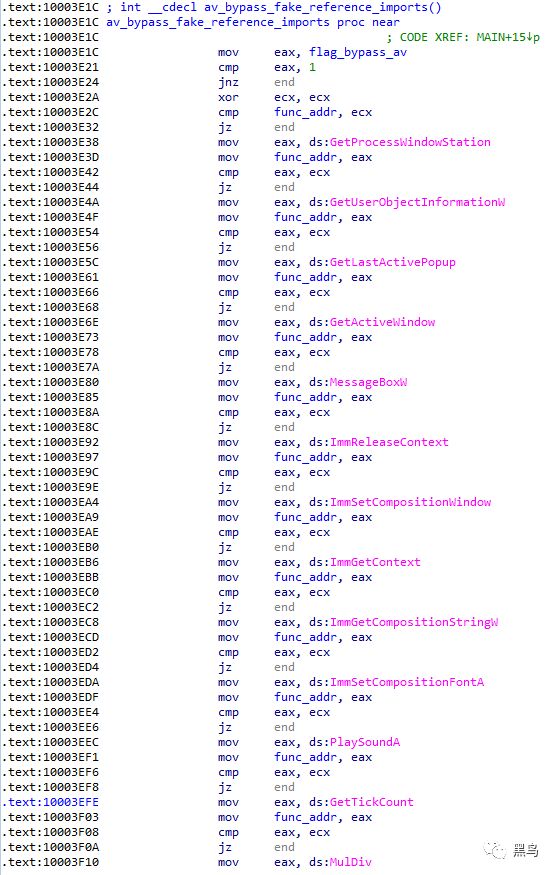 .text:10003E1C ; int __cdecl av_bypass_fake_reference_imports()
.text:10003E1C av_bypass_fake_reference_imports proc near
.text:10003E1C ; CODE XREF: MAIN+15↓p
.text:10003E1C mov eax, flag_bypass_av
.text:10003E21 cmp eax, 1
.text:10003E24 jnz end
.text:10003E2A xor ecx, ecx
.text:10003E2C cmp func_addr, ecx
.text:10003E32 jz end
.text:10003E38 mov eax, ds:GetProcessWindowStation
.text:10003E3D mov func_addr, eax
.text:10003E42 cmp eax, ecx
.text:10003E44 jz end
.text:10003E4A mov eax, ds:GetUserObjectInformationW
.text:10003E4F mov func_addr, eax
.text:10003E54 cmp eax, ecx
.text:10003E56 jz end
.text:10003E5C mov eax, ds:GetLastActivePopup
.text:10003E61 mov func_addr, eax
.text:10003E66 cmp eax, ecx
.text:10003E68 jz end
.text:10003E6E mov eax, ds:GetActiveWindow
.text:10003E73 mov func_addr, eax
.text:10003E78 cmp eax, ecx
.text:10003E7A jz end
.text:10003E80 mov eax, ds:MessageBoxW
.text:10003E85 mov func_addr, eax
.text:10003E8A cmp eax, ecx
.text:10003E8C jz end
.text:10003E92 mov eax, ds:ImmReleaseContext
.text:10003E97 mov func_addr, eax
.text:10003E9C cmp eax, ecx
.text:10003E9E jz end
.text:10003EA4 mov eax, ds:ImmSetCompositionWindow
.text:10003EA9 mov func_addr, eax
.text:10003EAE cmp eax, ecx
.text:10003EB0 jz end
.text:10003EB6 mov eax, ds:ImmGetContext
.text:10003EBB mov func_addr, eax
.text:10003EC0 cmp eax, ecx
.text:10003EC2 jz end
.text:10003EC8 mov eax, ds:ImmGetCompositionStringW
.text:10003ECD mov func_addr, eax
.text:10003ED2 cmp eax, ecx
.text:10003ED4 jz end
.text:10003EDA mov eax, ds:ImmSetCompositionFontA
.text:10003EDF mov func_addr, eax
.text:10003EE4 cmp eax, ecx
.text:10003EE6 jz end
.text:10003EEC mov eax, ds:PlaySoundA
.text:10003EF1 mov func_addr, eax
.text:10003EF6 cmp eax, ecx
.text:10003EF8 jz end
.text:10003EFE mov eax, ds:GetTickCount
.text:10003F03 mov func_addr, eax
.text:10003F08 cmp eax, ecx
.text:10003F0A jz end
.text:10003F10 mov eax, ds:MulDiv
黑鸟